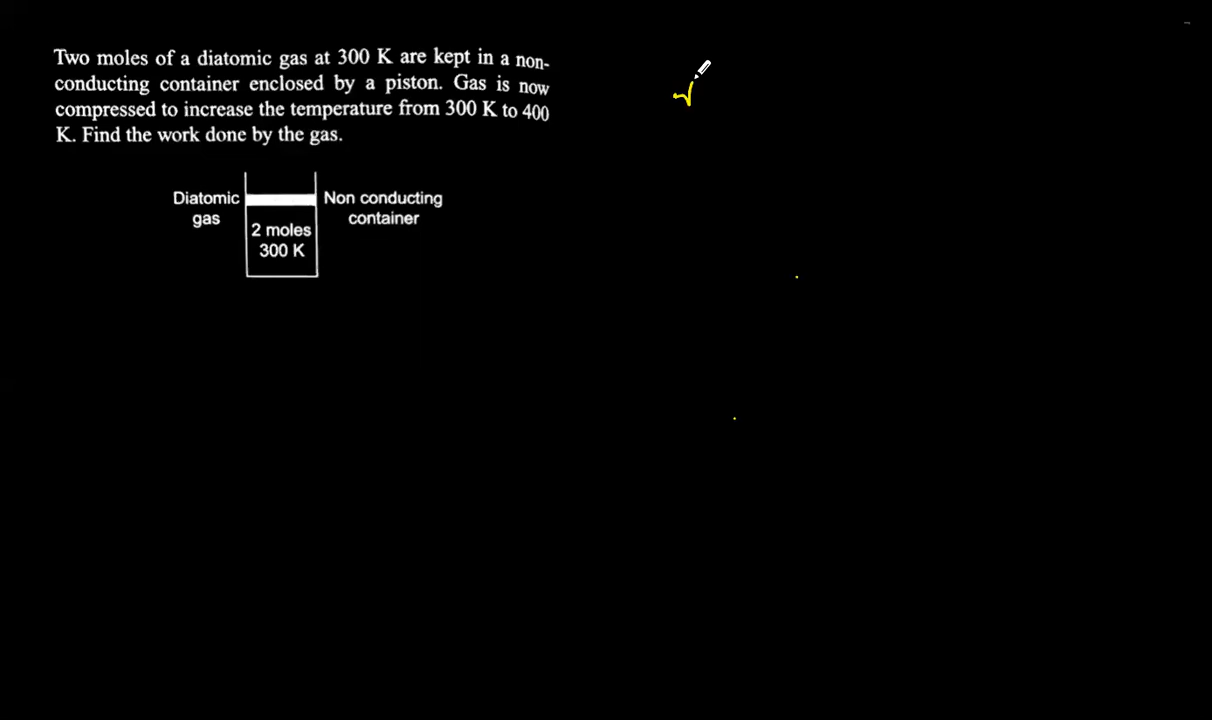 Two moles of a diatomic gas at 300 K are kept in a non-
conducting container enclosed by a piston. Gas is now
compressed to increase the temperature from 300 K to 400
K. Find the work done by the gas.
Diatomic
gas
2 moles
300 K
Non conducting
container